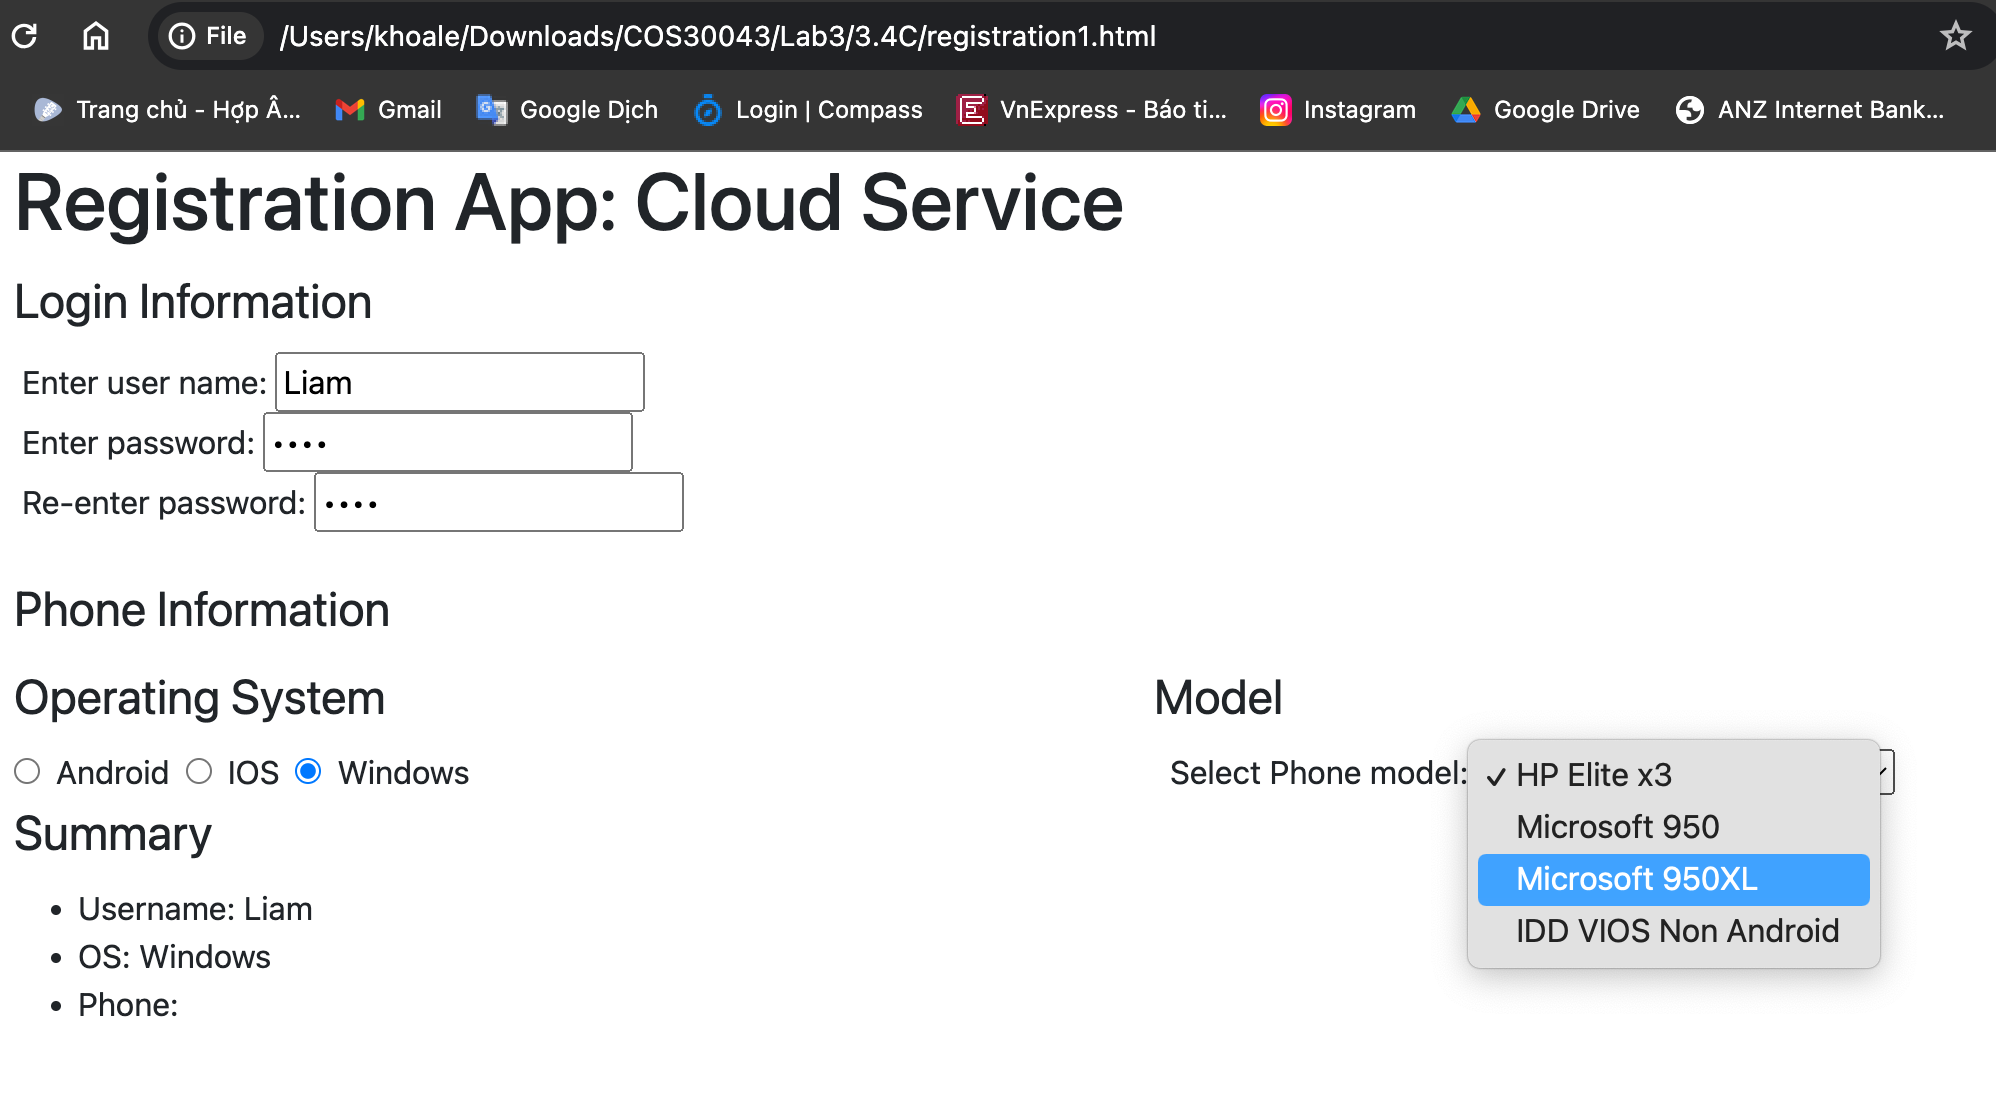 File /Users/khoale/Downloads/COS30043/Lab3/3.4C/registration1.html
Trang chủ - Hợp Â... Gmail Google Dịch Login | Compass VnExpress - Báo ti... Instagram Google Drive ANZ Internet Bank...
Registration App: Cloud Service
Login Information
Enter user name: Liam
Enter password: ••••
Re-enter password: ••••
Phone Information
Operating System
Android IOS Windows
Model
Select Phone model: ✓ HP Elite x3
Microsoft 950
Microsoft 950XL
IDD VIOS Non Android
Summary
• Username: Liam
• OS: Windows
• Phone: